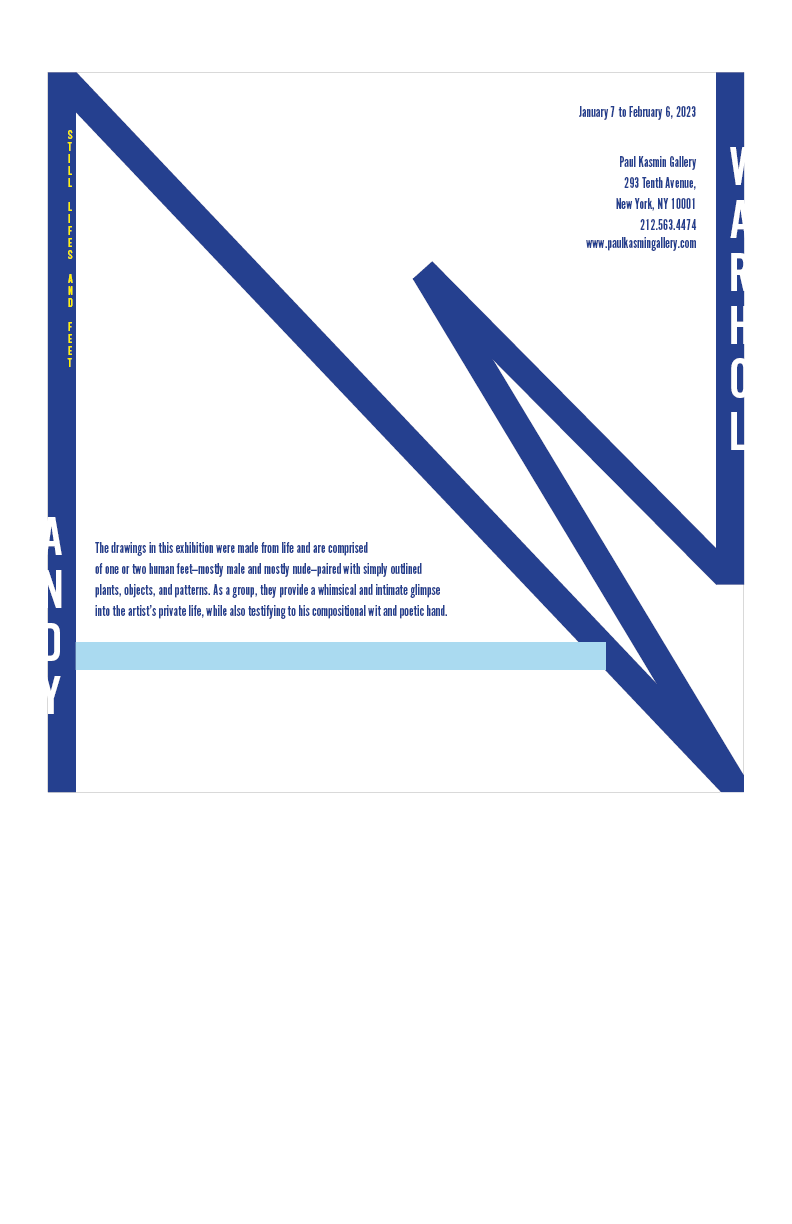 STILL LIFES AND FEET
ANDY
WARHOL
January 7 to February 6, 2023
Paul Kasmin Gallery
293 Tenth Avenue,
New York, NY 10001
212.563.4474
www.paulkasmingallery.com
The drawings in this exhibition were made from life and are comprised
of one or two human feet—mostly male and mostly nude—paired with simply outlined
plants, objects, and patterns. As a group, they provide a whimsical and intimate glimpse
into the artist's private life, while also testifying to his compositional wit and poetic hand.